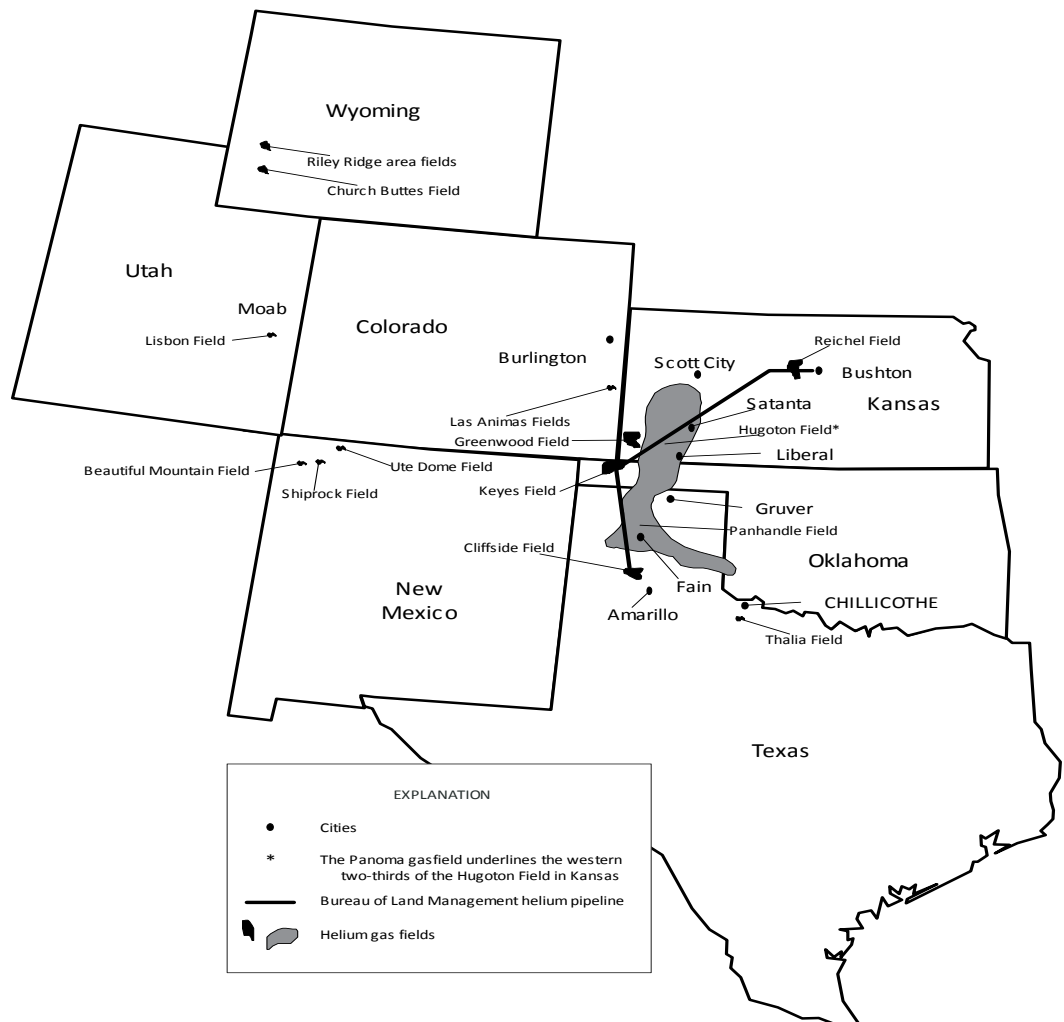 Wyoming
Riley Ridge area fields
Church Buttes Field
Utah
Moab
Lisbon Field
Colorado
Burlington
Las Animas Fields
Greenwood Field
Keyes Field
Scott City
Reichel Field
Bushton
Satanta
Kansas
Hugoton Field*
Liberal
Beautiful Mountain Field
Shiprock Field
Ute Dome Field
Gruver
Panhandle Field
Cliffside Field
Oklahoma
Fain
New
Mexico
Amarillo
CHILLICOTHE
Thalia Field
Texas
EXPLANATION
Cities
* The Panoma gasfield underlines the western
two-thirds of the Hugoton Field in Kansas
Bureau of Land Management helium pipeline
Helium gas fields